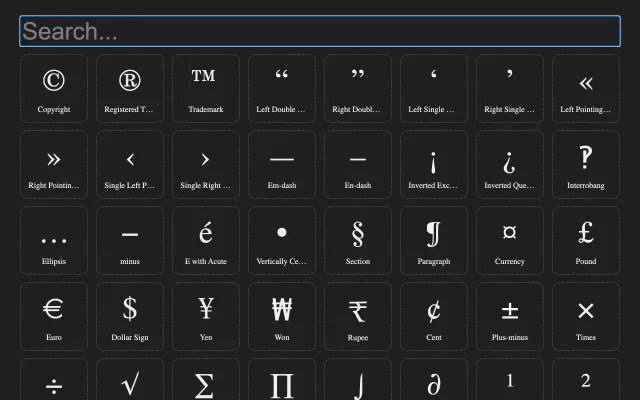 Search...
© ® ™ “ ” ‘ ’ «
Copyright Registered T... Trademark Left Double ... Right Doubl... Left Single ... Right Single ... Left Pointing...
» ‹ › — – ¡ ¿ ‽
Right Pointin... Single Left P... Single Right ... Em-dash En-dash Inverted Exc... Inverted Que... Interrobang
… − é • § ¶ ¤ £
Ellipsis minus E with Acute Vertically Ce... Section Paragraph Currency Pound
€ $ ¥ ₩ ₹ ¢ ± ×
Euro Dollar Sign Yen Won Rupee Cent Plus-minus Times
÷ √ ∑ ∏ ∫ ∂ ¹ ²